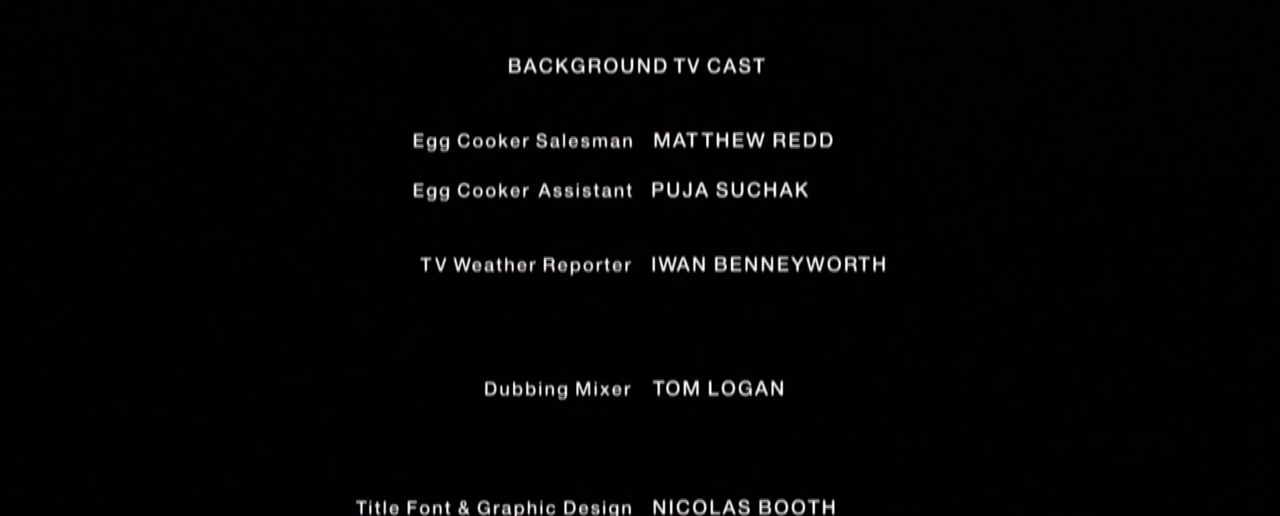 BACKGROUND TV CAST
Egg Cooker Salesman MATTHEW REDD
Egg Cooker Assistant PUJA SUCHAK
TV Weather Reporter IWAN BENNEYWORTH
Dubbing Mixer TOM LOGAN
Title Font & Graphic Design NICOLAS BOOTH